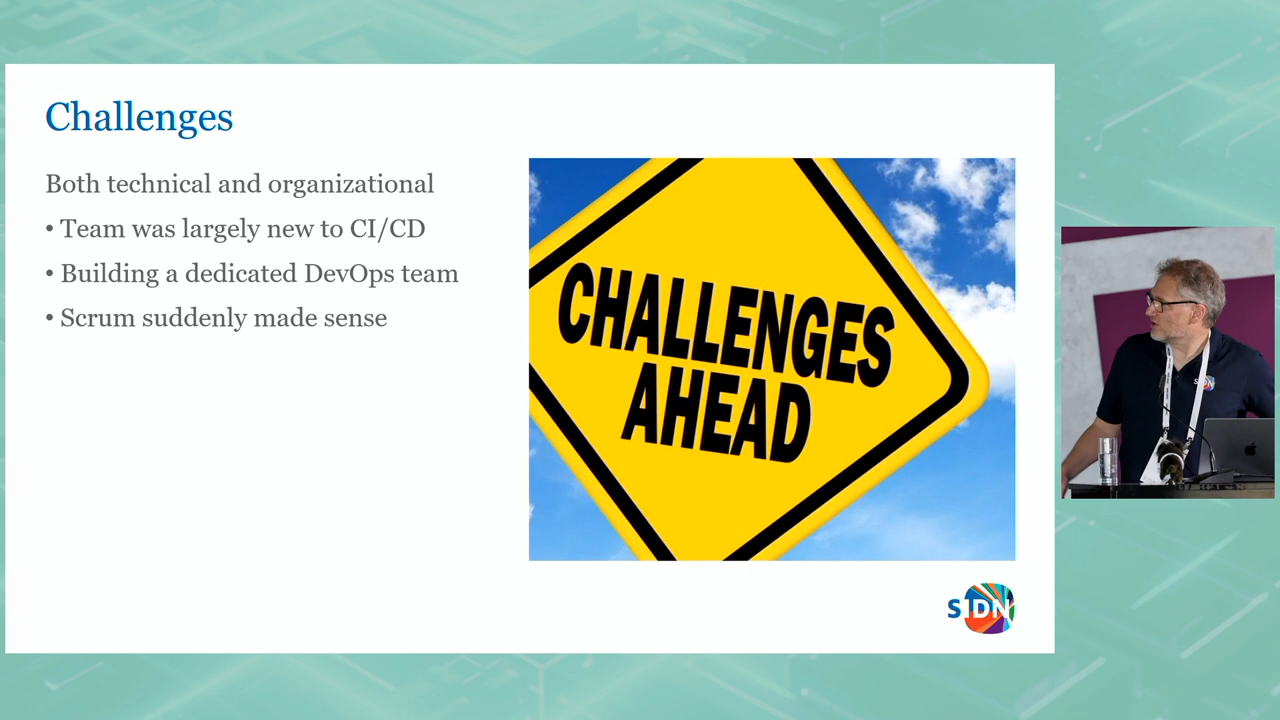 Challenges
Both technical and organizational
• Team was largely new to CI/CD
• Building a dedicated DevOps team
• Scrum suddenly made sense
CHALLENGES
AHEAD
SIDN